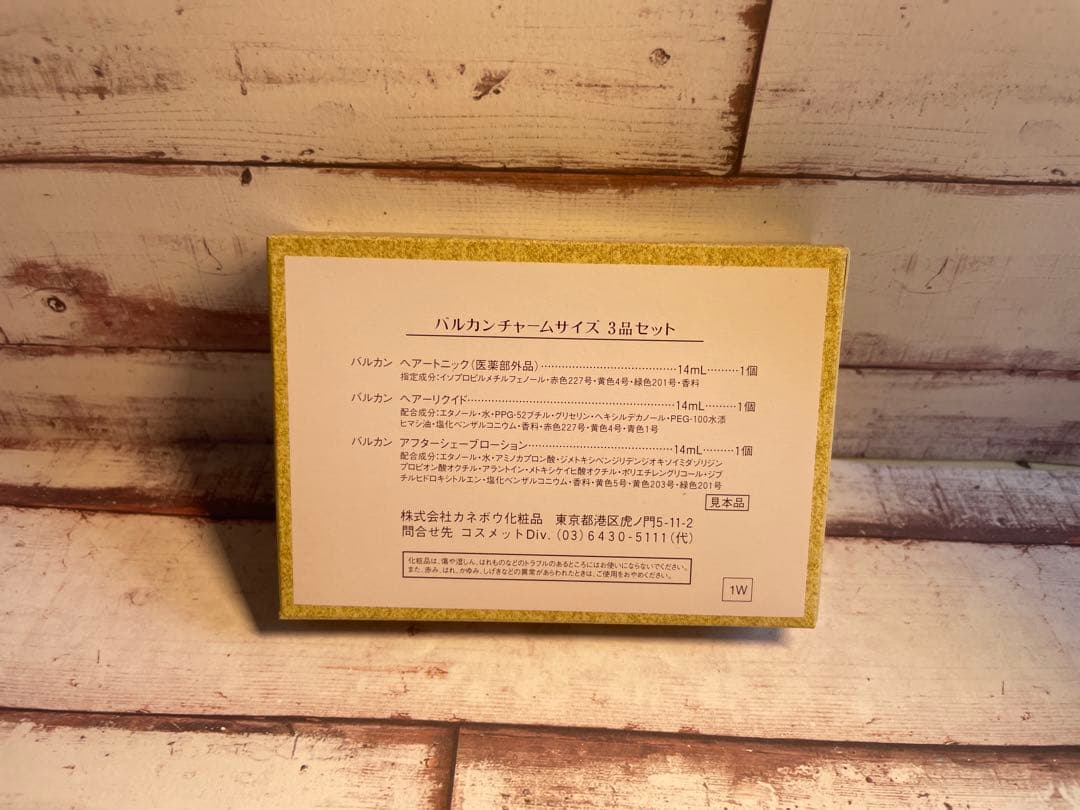 バルカンチャームサイズ 3品セット
バルカン ヘアートニック(医薬部外品)……………………………14mL………1個
指定成分:イソプロピルメチルフェノール・赤色227号・黄色4号・緑色201号・香料
バルカン ヘアーリクイド……………………………………………14mL………1個
配合成分:エタノール・水・PPG-52ブチル・グリセリン・ヘキシルデカノール・PEG-100水添
ヒマシ油・塩化ベンザルコニウム・香料・赤色227号・黄色4号・青色1号
バルカン アフターシェーブローション………………………………14mL………1個
配合成分:エタノール・水・アミノカプロン酸・ジメトキシベンジリデンジオキソイミダゾリジン
プロピオン酸オクチル・アラントイン・メトキシケイヒ酸オクチル・ポリエチレングリコール・ジブ
チルヒドロキシトルエン・塩化ベンザルコニウム・香料・黄色5号・黄色203号・緑色201号
見本品
株式会社カネボウ化粧品 東京都港区虎ノ門5-11-2
問合せ先 コスメットDiv. (03)6430-5111(代)
化粧品は、傷や湿しん、はれものなどのトラブルのあるところにはお使いにならないでください。
また、赤み、はれ、かゆみ、しげきなどの異常があらわれたときは、ご使用をおやめください。
1W